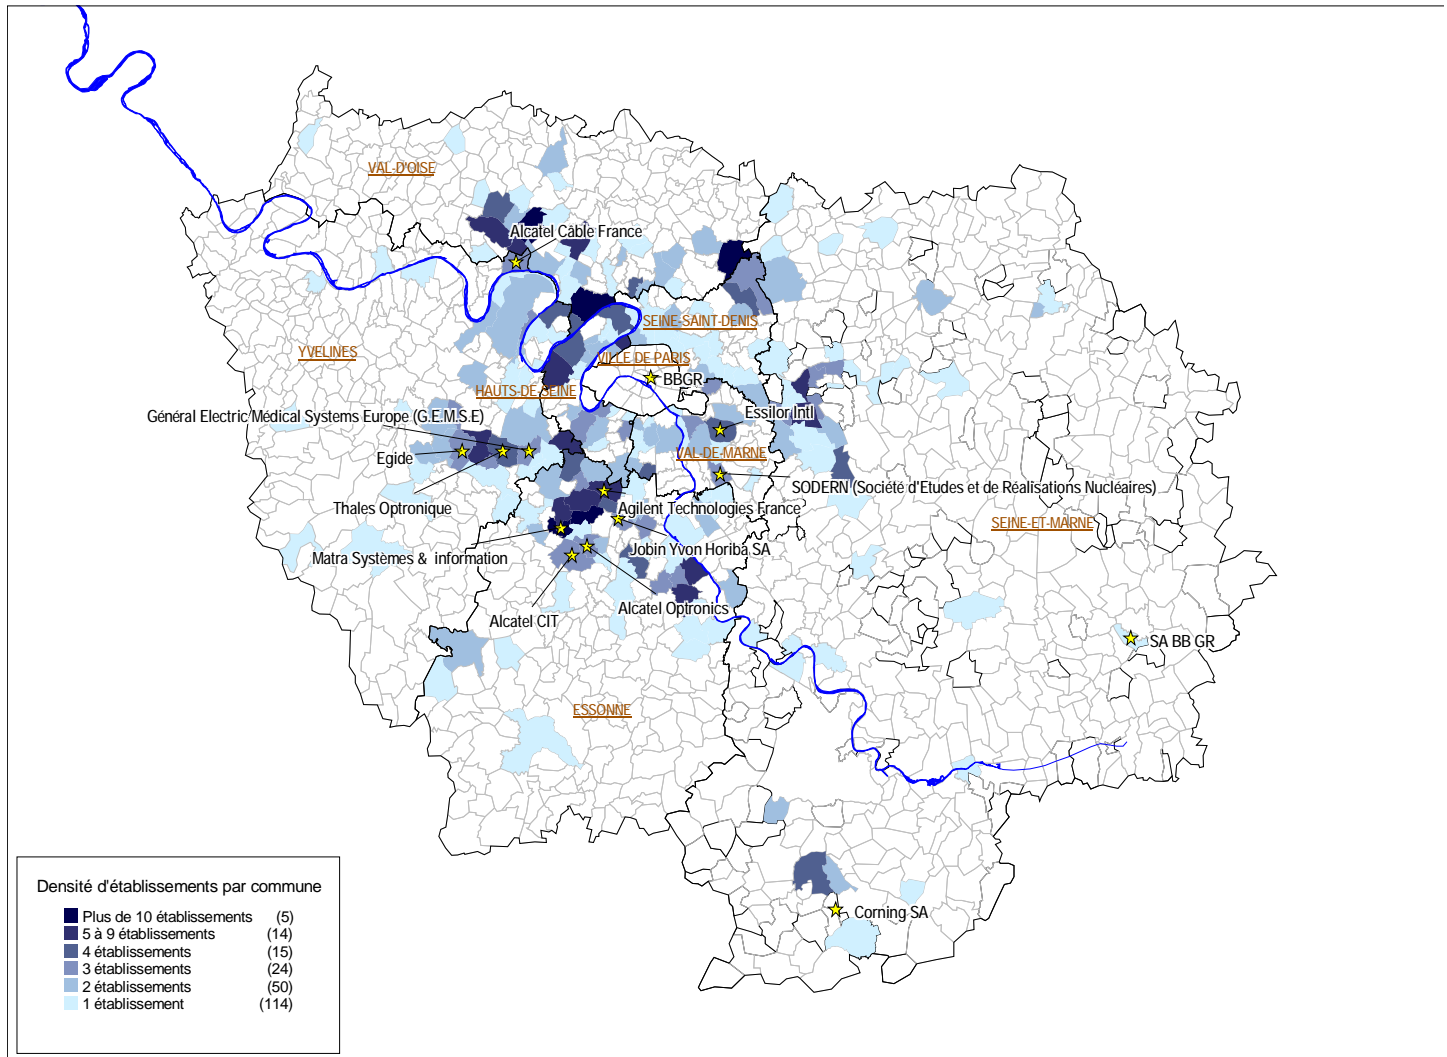 VAL-D'OISE
Alcatel Câble France
SEINE-SAINT-DENIS
YVELINES
VILLE DE PARIS
BBGR
HAUTS-DE-SEINE
Général Electric Médical Systems Europe (G.E.M.S.E)
Essilor Intl
Egide
VAL-DE-MARNE
SODERN (Société d'Etudes et de Réalisations Nucléaires)
Thales Optronique
Agilent Technologies France
SEINE-ET-MARNE
Matra Systèmes & information
Jobin Yvon Horiba SA
Alcatel Optronics
Alcatel CIT
SA BB GR
ESSONNE
Corning SA
Densité d'établissements par commune
Plus de 10 établissements (5)
5 à 9 établissements (14)
4 établissements (15)
3 établissements (24)
2 établissements (50)
1 établissement (114)